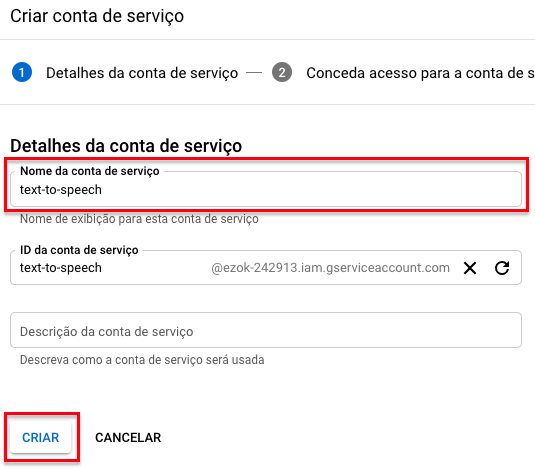 Criar conta de serviço
1 Detalhes da conta de serviço — 2 Conceda acesso para a conta de s
Detalhes da conta de serviço
Nome da conta de serviço
text-to-speech
Nome de exibição para esta conta de serviço
ID da conta de serviço
text-to-speech @ezok-242913.iam.gserviceaccount.com
Descrição da conta de serviço
Descreva como a conta de serviço será usada
CRIAR CANCELAR